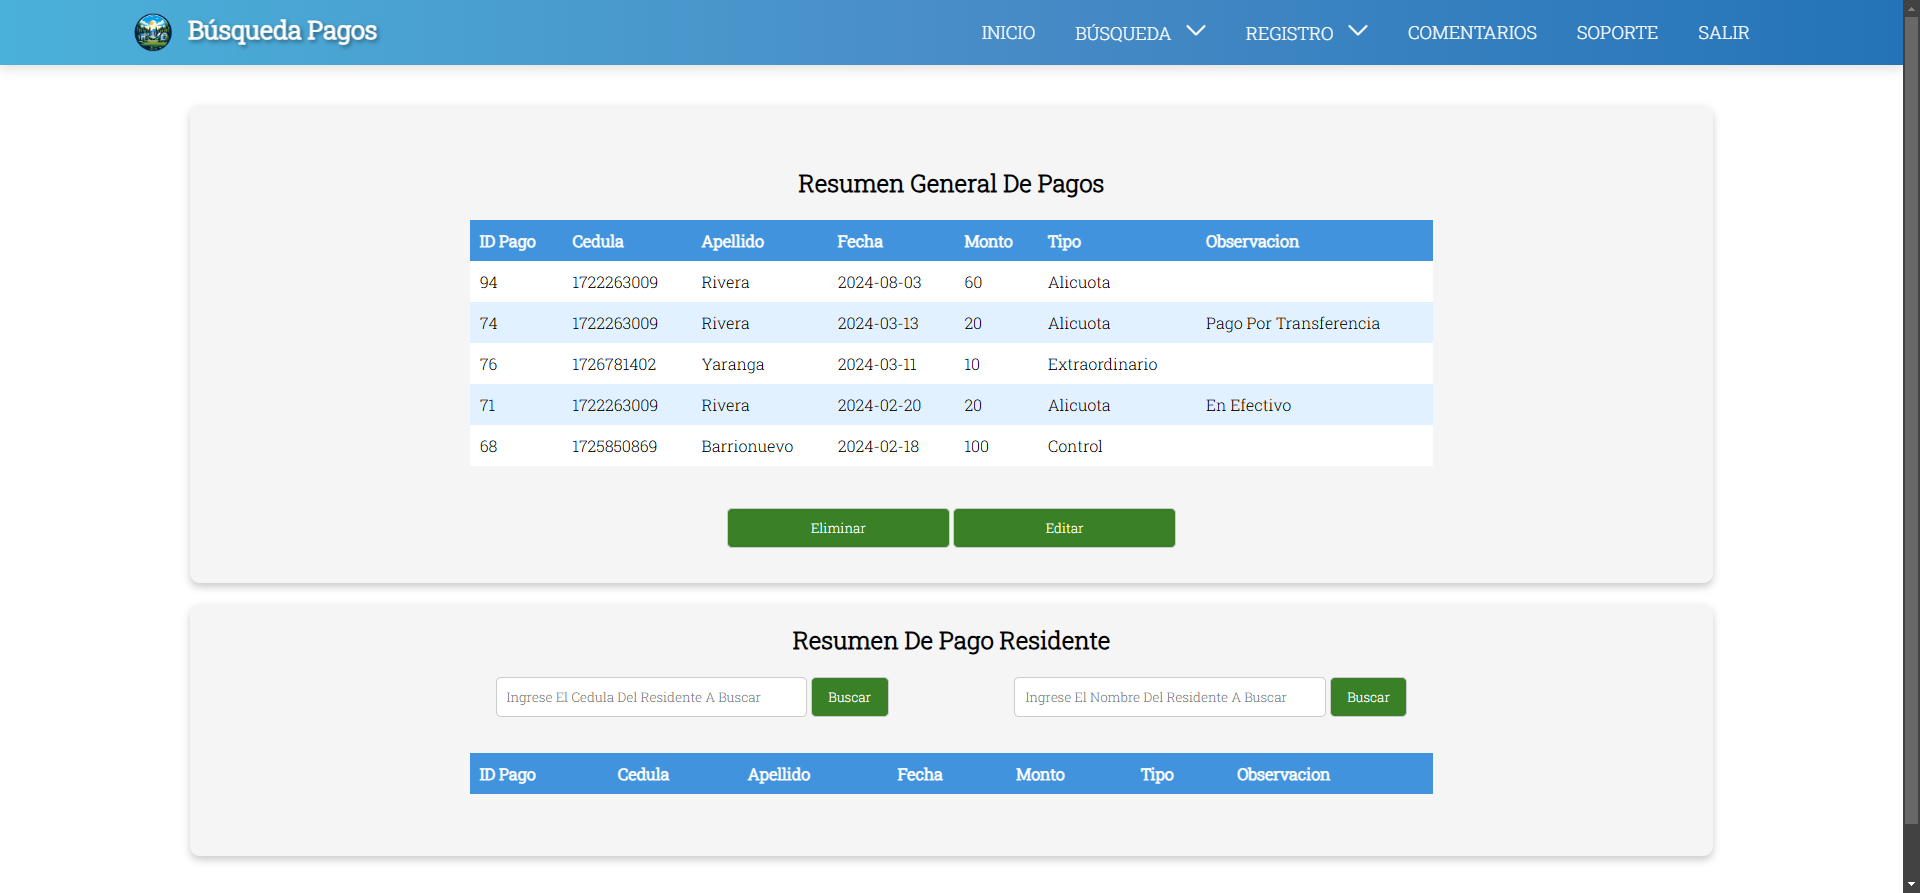 Búsqueda Pagos
INICIO BÚSQUEDA REGISTRO COMENTARIOS SOPORTE SALIR
Resumen General De Pagos
ID Pago Cedula Apellido Fecha Monto Tipo Observacion
94 1722263009 Rivera 2024-08-03 60 Alicuota
74 1722263009 Rivera 2024-03-13 20 Alicuota Pago Por Transferencia
76 1726781402 Yaranga 2024-03-11 10 Extraordinario
71 1722263009 Rivera 2024-02-20 20 Alicuota En Efectivo
68 1725850869 Barrionuevo 2024-02-18 100 Control
Eliminar Editar
Resumen De Pago Residente
Ingrese El Cedula Del Residente A Buscar Buscar Ingrese El Nombre Del Residente A Buscar Buscar
ID Pago Cedula Apellido Fecha Monto Tipo Observacion